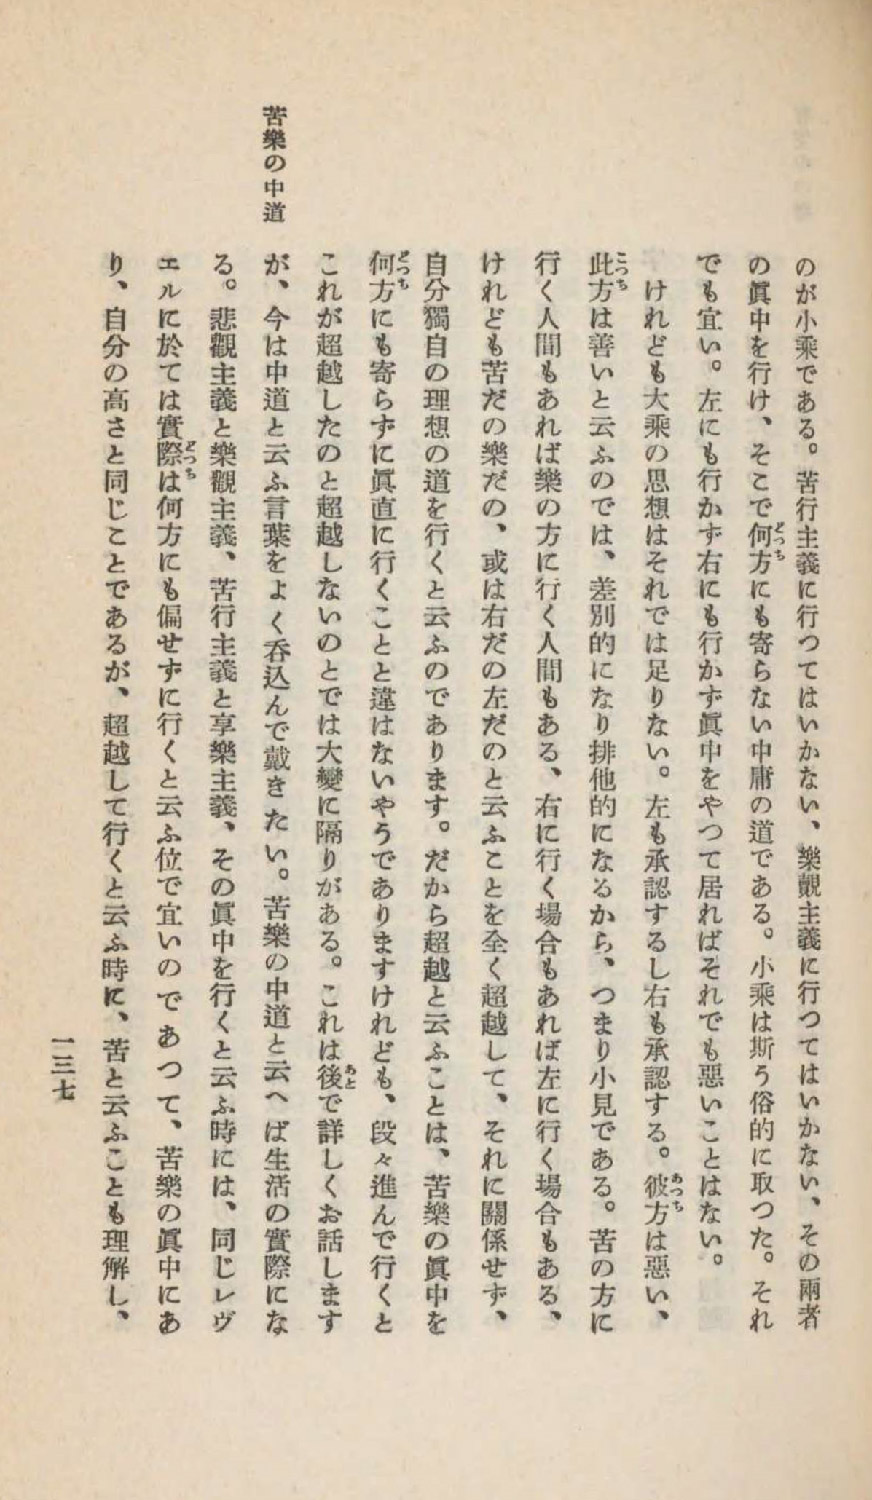 のが小乘である。苦行主義に行つてはいかない、樂觀主義に行つてはいかない、その兩者
の眞中を行け、そこで何方にも寄らない中庸の道である。小乘は斯う俗的に取つた。それ
でも宜い。左にも行かず右にも行かず眞中をやつて居ればそれでも惡いことはない。
けれども大乘の思想はそれでは足りない。左も承認するし右も承認する。彼方は惡い、
此方は善いと云ふのでは、差別的になり排他的になるから、つまり小見である。苦の方に
行く人間もあれば樂の方に行く人間もある、右に行く場合もあれば左に行く場合もある、
けれども苦だの樂だの、或は右だの左だのと云ふことを全く超越して、それに關係せず、
自分獨自の理想の道を行くと云ふのであります。だから超越と云ふことは、苦樂の眞中を
何方にも寄らずに眞直に行くことと違はないやうでありますけれども、段々進んで行くと
これが超越したのと超越しないのとでは大變に隔りがある。これは後で詳しくお話します
が、今は中道と云ふ言葉をよく呑込んで戴きたい。苦樂の中道と云へば生活の實際にな
る。悲觀主義と樂觀主義、苦行主義と享樂主義、その眞中を行くと云ふ時には、同じレヴ
エルに於ては實際は何方にも偏せずに行くと云ふ位で宜いのであつて、苦樂の眞中にあ
り、自分の高さと同じことであるが、超越して行くと云ふ時に、苦と云ふことも理解し、
苦樂の中道
一三七